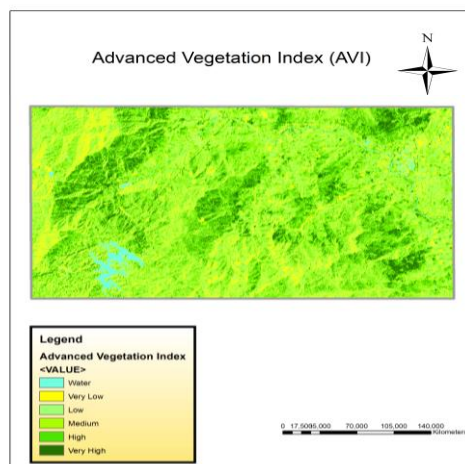 N
Advanced Vegetation Index (AVI)
Legend
Advanced Vegetation Index
<VALUE>
Water
Very Low
Low
Medium
High
Very High
0 17,50035,000 70,000 105,000 140,000
Kilometers